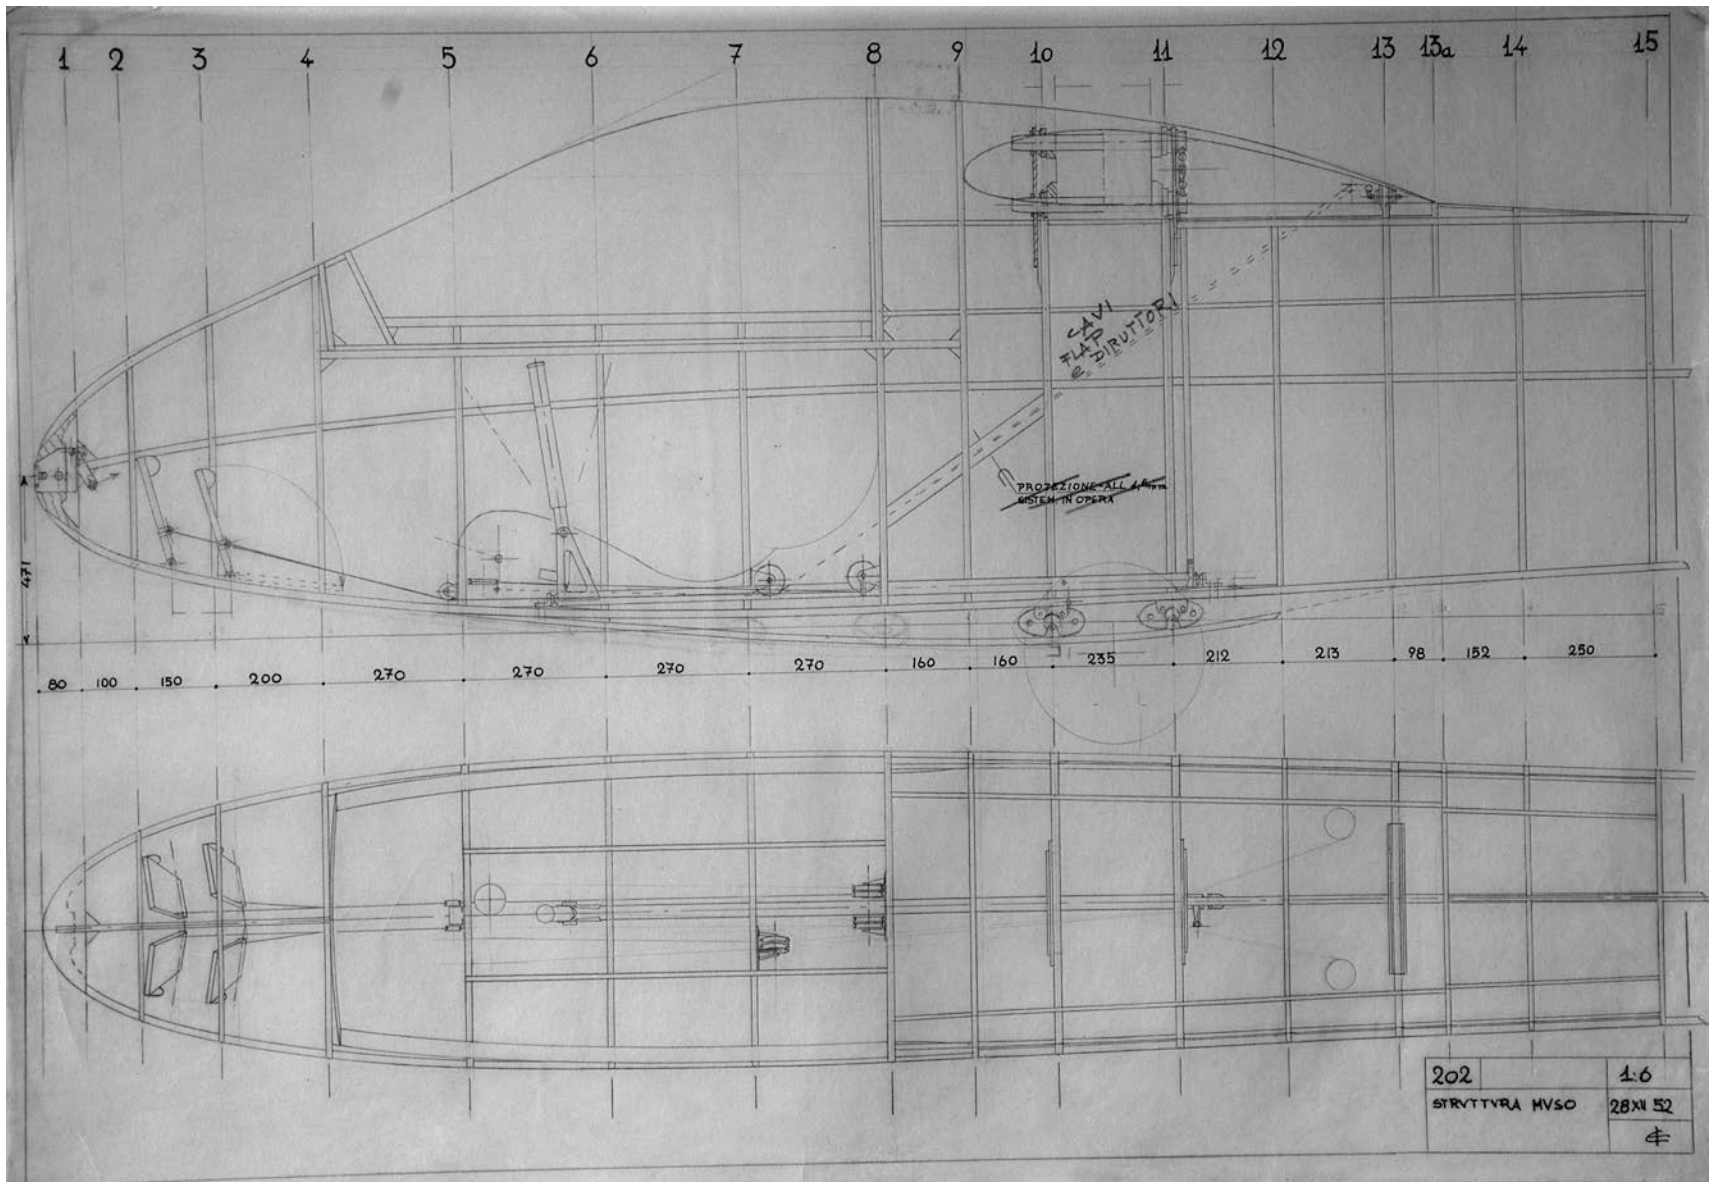 1 2 3 4 5 6 7 8 9 10 11 12 13 13a 14 15
CAVI
FLAP
e DIRUTTORI
PROTEZIONE ALL
SISTEM. IN OPERA
471
80 100 150 200 270 270 270 270 160 160 235 212 213 98 152 250
202 1:6
STRVTTVRA MVSO 28 XII 52